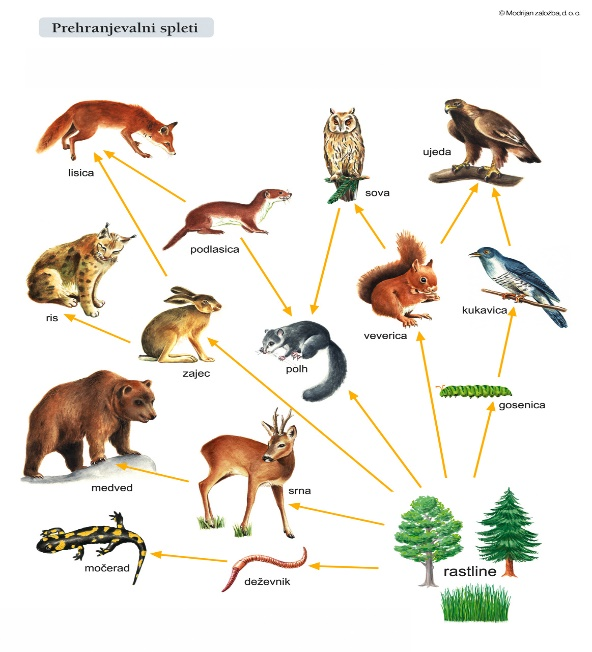 © Modrijan založba, d. o. o.
Prehranjevalni spleti
lisica
sova
ujeda
podlasica
ris
zajec
polh
veverica
kukavica
gosenica
medved
srna
močerad
deževnik
rastline